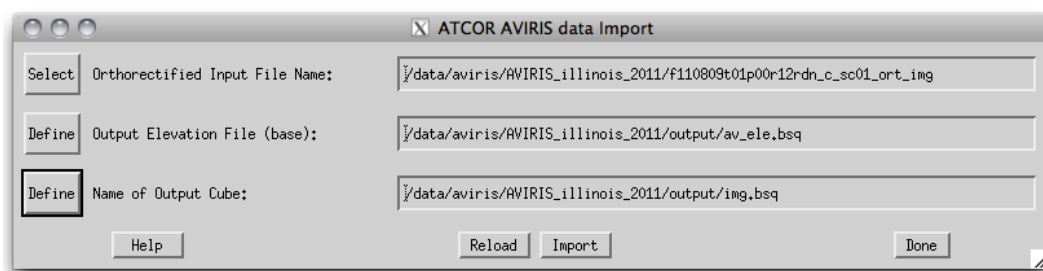 X ATCOR AVIRIS data Import
Select Orthorectified Input File Name: /data/aviris/AVIRIS_illinois_2011/f110809t01p00r12rdn_c_sc01_ort_img
Define Output Elevation File (base): /data/aviris/AVIRIS_illinois_2011/output/av_ele.bsq
Define Name of Output Cube: /data/aviris/AVIRIS_illinois_2011/output/img.bsq
Help Reload Import Done